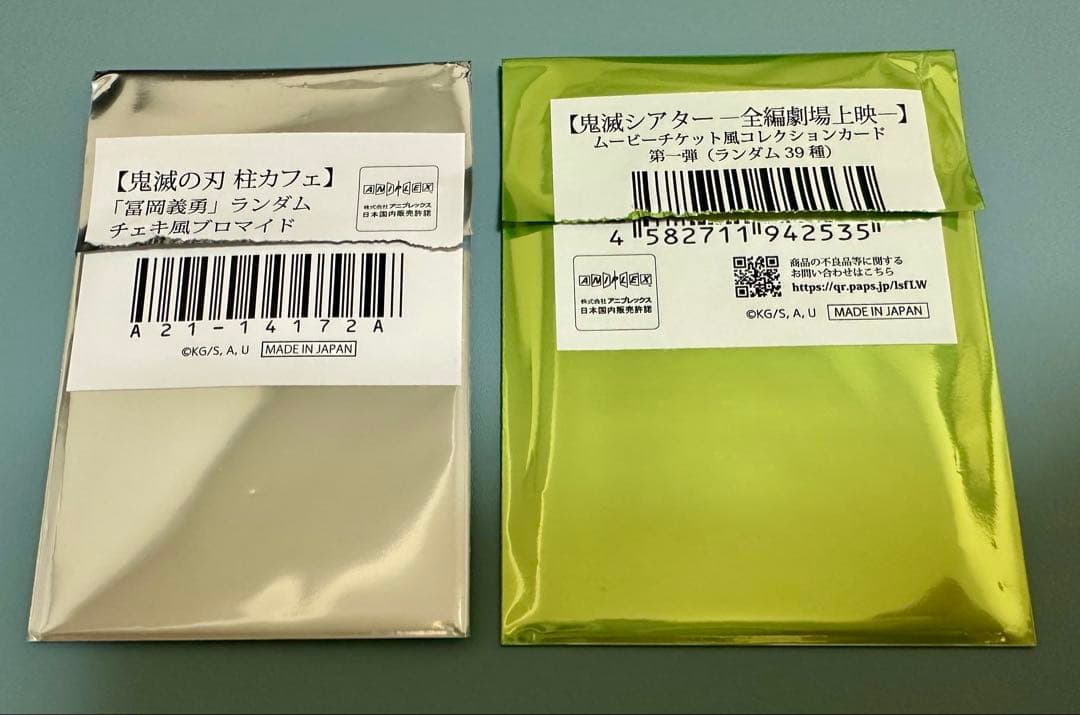 【鬼滅の刃 柱カフェ】
「冨岡義勇」ランダム
チェキ風ブロマイド
ANIPLEX
株式会社 アニプレックス
日本国内販売許諾
A21-14172A
©KG/S, A, U MADE IN JAPAN
【鬼滅シアター ―全編劇場上映―】
ムービーチケット風コレクションカード
第一弾(ランダム39種)
4 582711 942535
ANIPLEX
株式会社 アニプレックス
日本国内販売許諾
商品の不良品等に関する
お問い合わせはこちら
https://qr.paps.jp/lsfLW
©KG/S, A, U MADE IN JAPAN